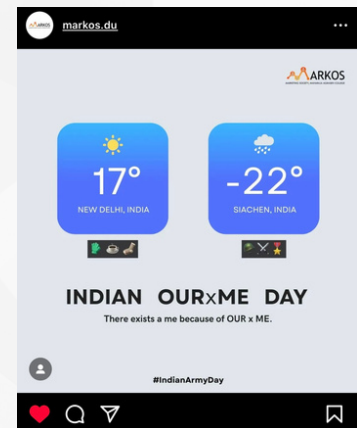 markos.du
MARKOS
17°
NEW DELHI, INDIA
-22°
SIACHEN, INDIA
INDIAN OURxME DAY
There exists a me because of OUR x ME.
#IndianArmyDay